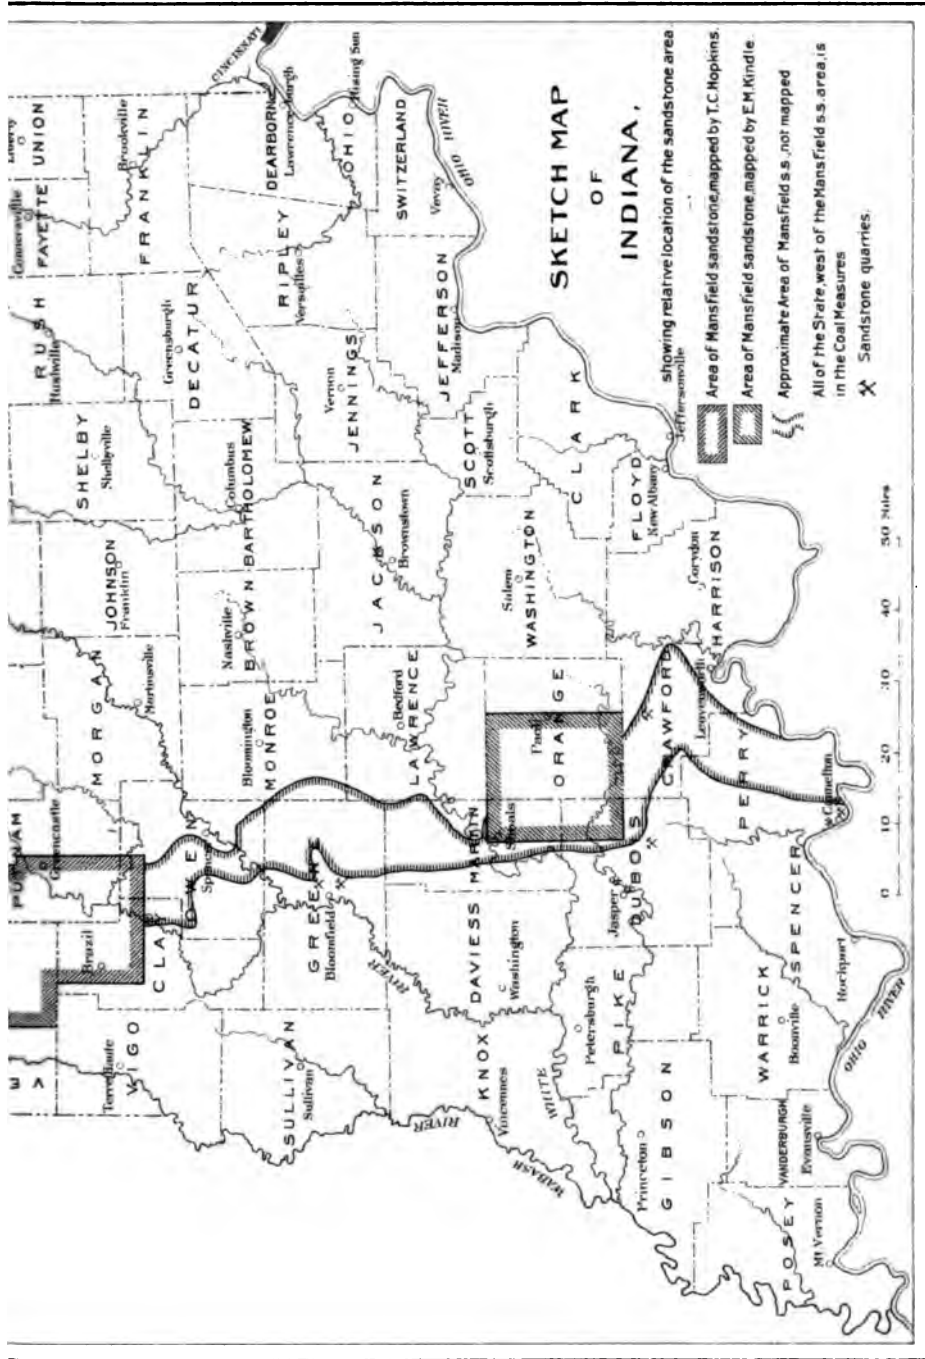 SKETCH MAP
OF
INDIANA,
showing relative location of the sandstone area
Area of Mansfield sandstone, mapped by T.C. Hopkins.
Area of Mansfield sandstone, mapped by E.M. Kindle.
Approximate Area of Mansfield s.s., not mapped
All of the State, west of the Mansfield s.s. area, is
in the Coal Measures
Sandstone quarries.
0 10 20 30 40 50 Miles
CINCINNATI
UNION
Connersville
FAYETTE
Brookville
FRANKLIN
DEARBORN
Lawrenceburgh
Rising Sun
OHIO
SWITZERLAND
Vevay
OHIO RIVER
RUSH
Rushville
Greensburgh
DECATUR
RIPLEY
Versailles
JEFFERSON
Madison
Vernon
JENNINGS
SHELBY
Shelbyville
Columbus
BARTHOLOMEW
SCOTT
Scottsburgh
CLARK
Jeffersonville
FLOYD
New Albany
JOHNSON
Franklin
Nashville
BROWN
JACKSON
Brownstown
Salem
WASHINGTON
Corydon
HARRISON
MORGAN
Martinsville
Bloomington
MONROE
Bedford
LAWRENCE
Paoli
ORANGE
CRAWFORD
Leavenworth
PERRY
Cannelton
PUTNAM
Greencastle
OWEN
Spencer
GREENE
Bloomfield
MARTIN
Shoals
DUBOIS
Jasper
SPENCER
Rockport
Brazil
CLAY
DAVIESS
Washington
RIVER
Petersburgh
PIKE
WARRICK
Boonville
OHIO RIVER
Terre Haute
VIGO
SULLIVAN
Sullivan
KNOX
Vincennes
WHITE
WABASH RIVER
Princeton
GIBSON
VANDERBURGH
Evansville
POSEY
Mt Vernon